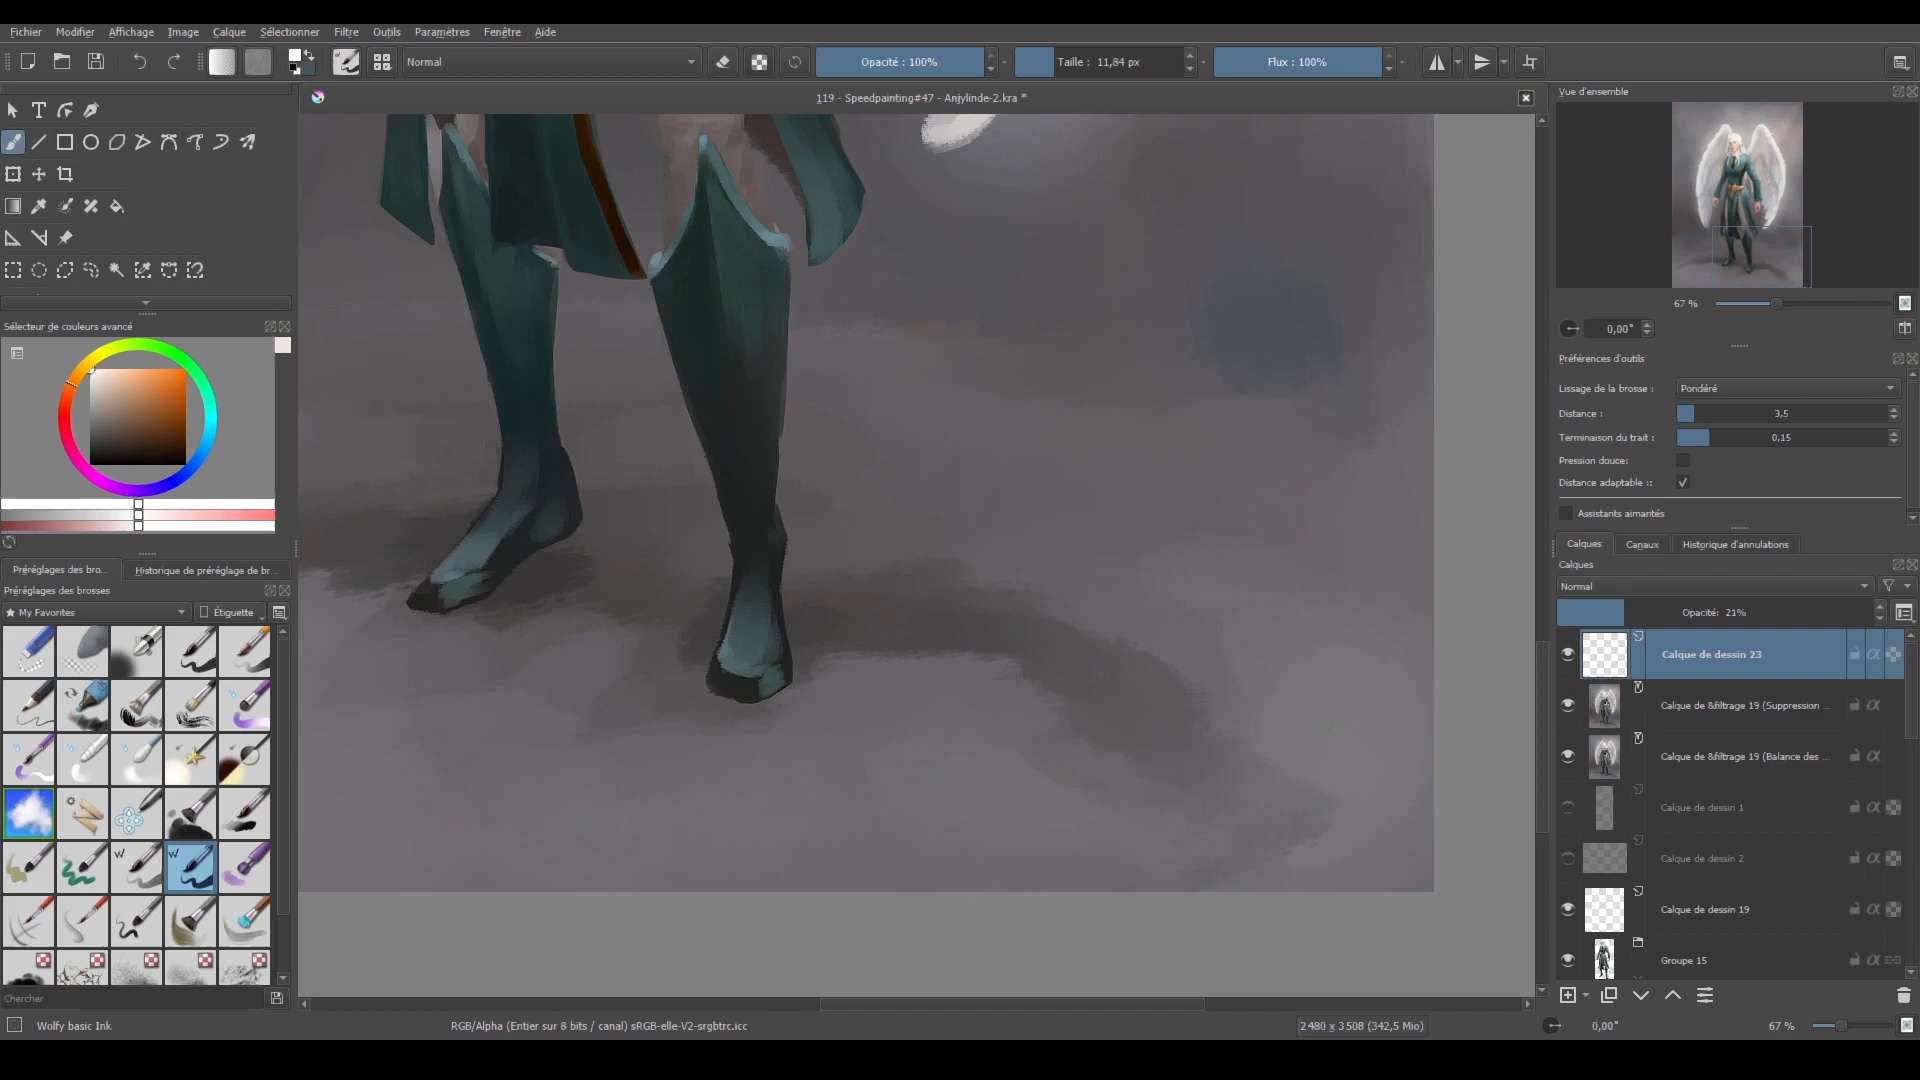 Fichier Modifier Affichage Image Calque Sélectionner Filtre Outils Paramètres Fenêtre Aide
Normal Opacité : 100% Taille : 11,84 px Flux : 100%
119 - Speedpainting#47 - Anjylinde-2.kra *
Vue d'ensemble
67 %
0,00°
Sélecteur de couleurs avancé
Préférences d'outils
Lissage de la brosse : Pondéré
Distance : 3,5
Terminaison du trait : 0,15
Pression douce:
Distance adaptable ::
Assistants aimantés
Calques Canaux Historique d'annulations
Calques
Préréglages des bro... Historique de préréglage de br...
Préréglages des brosses
Normal
My Favorites Étiquette
Opacité: 21%
Calque de dessin 23
Calque de &filtrage 19 (Suppression ...
Calque de &filtrage 19 (Balance des ...
Calque de dessin 1
Calque de dessin 2
Calque de dessin 19
Groupe 15
W W
Chercher
Wolfy basic Ink
RGB/Alpha (Entier sur 8 bits / canal) sRGB-elle-V2-srgbtrc.icc
2 480 x 3 508 (342,5 Mio)
0,00°
67 %